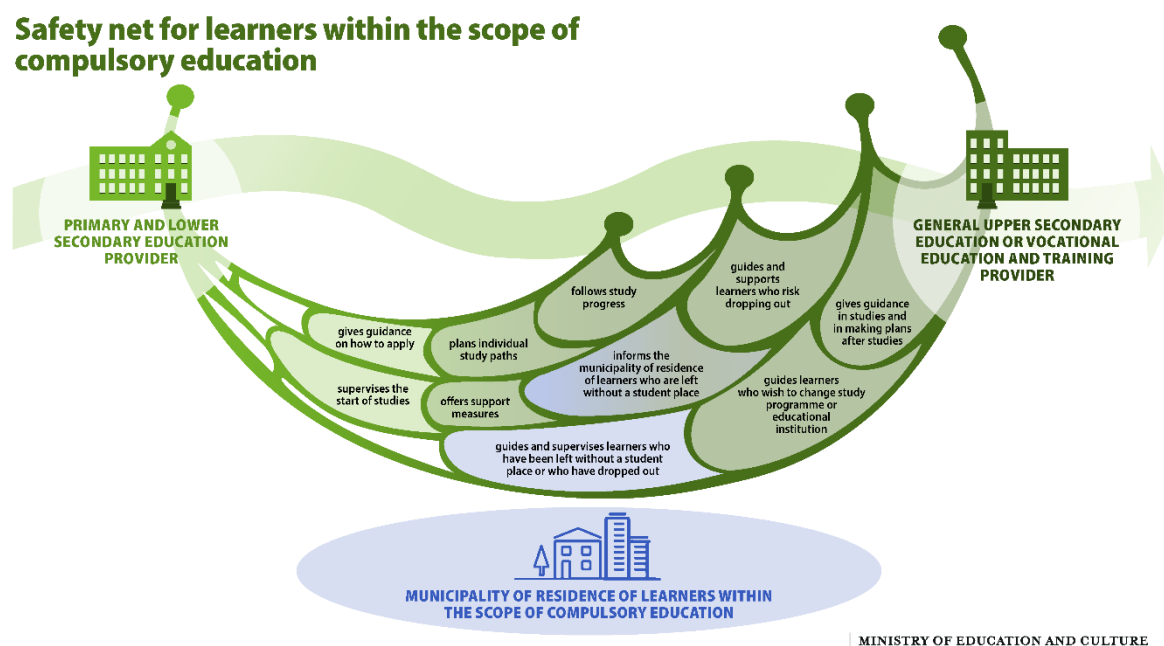 Safety net for learners within the scope of
compulsory education
PRIMARY AND LOWER
SECONDARY EDUCATION
PROVIDER
GENERAL UPPER SECONDARY
EDUCATION OR VOCATIONAL
EDUCATION AND TRAINING
PROVIDER
gives guidance
on how to apply
supervises the
start of studies
plans individual
study paths
offers support
measures
follows study
progress
informs the
municipality of residence
of learners who are left
without a student place
guides and supervises learners who
have been left without a student
place or who have dropped out
guides and
supports
learners who risk
dropping out
guides learners
who wish to change study
programme or
educational
institution
gives guidance
in studies and
in making plans
after studies
MUNICIPALITY OF RESIDENCE OF LEARNERS WITHIN
THE SCOPE OF COMPULSORY EDUCATION
MINISTRY OF EDUCATION AND CULTURE